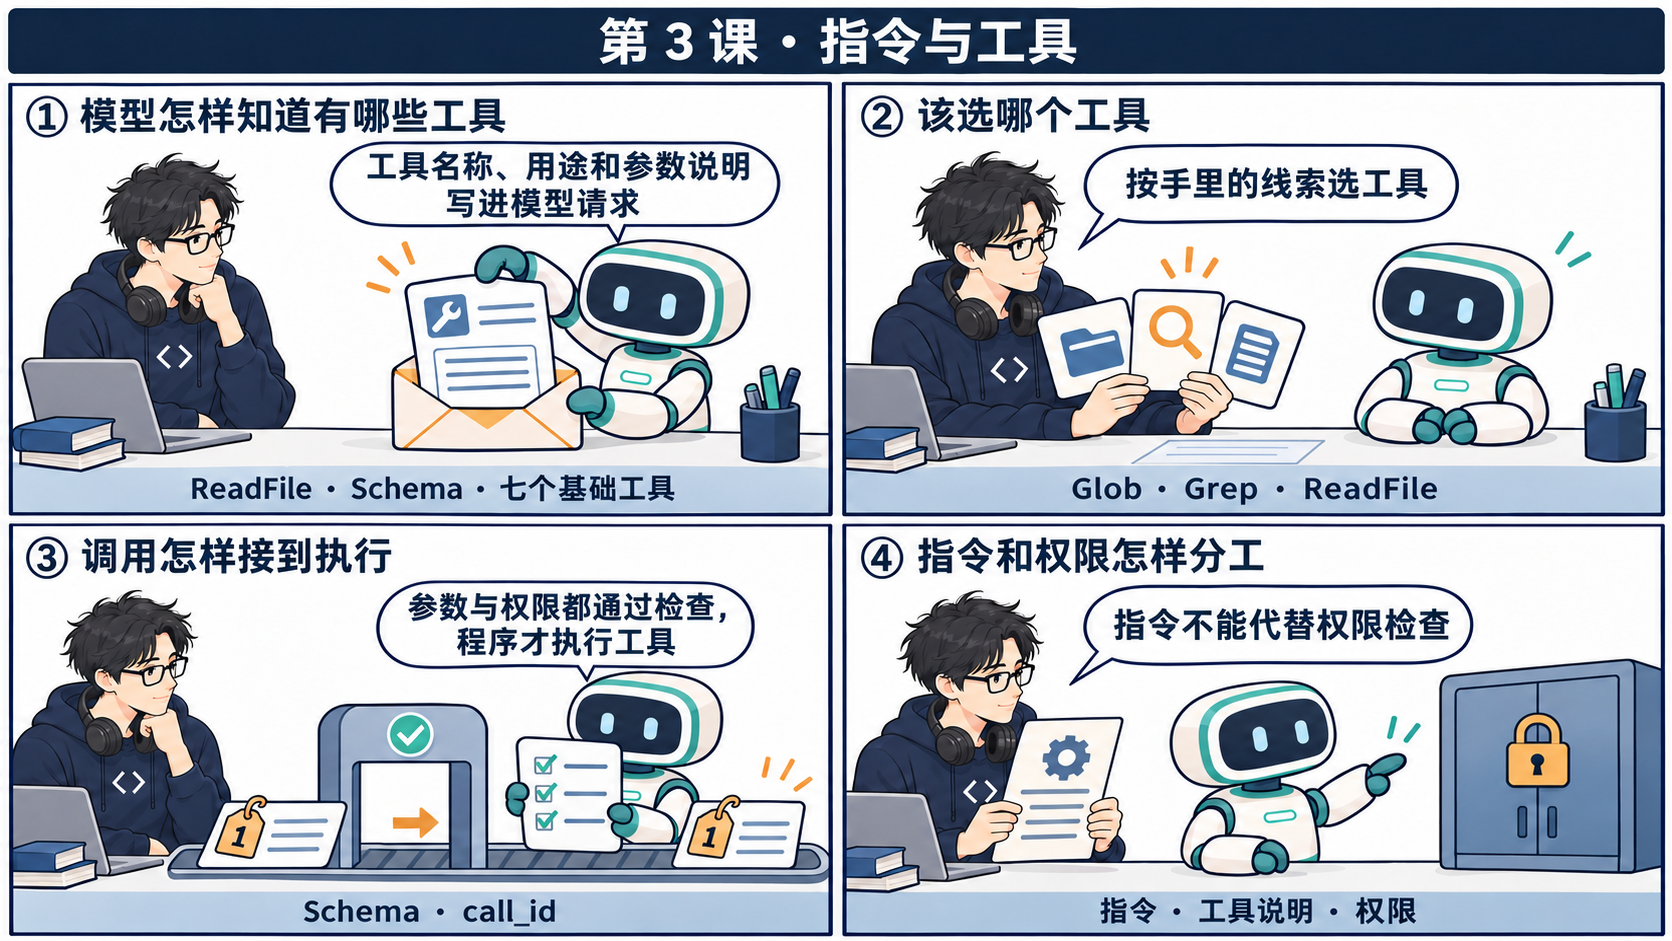 第 3 课 · 指令与工具
① 模型怎样知道有哪些工具
工具名称、用途和参数说明
写进模型请求
<>
ReadFile · Schema · 七个基础工具
② 该选哪个工具
按手里的线索选工具
<>
Glob · Grep · ReadFile
③ 调用怎样接到执行
参数与权限都通过检查，
程序才执行工具
<>
1
1
Schema · call_id
④ 指令和权限怎样分工
指令不能代替权限检查
<>
指令 · 工具说明 · 权限